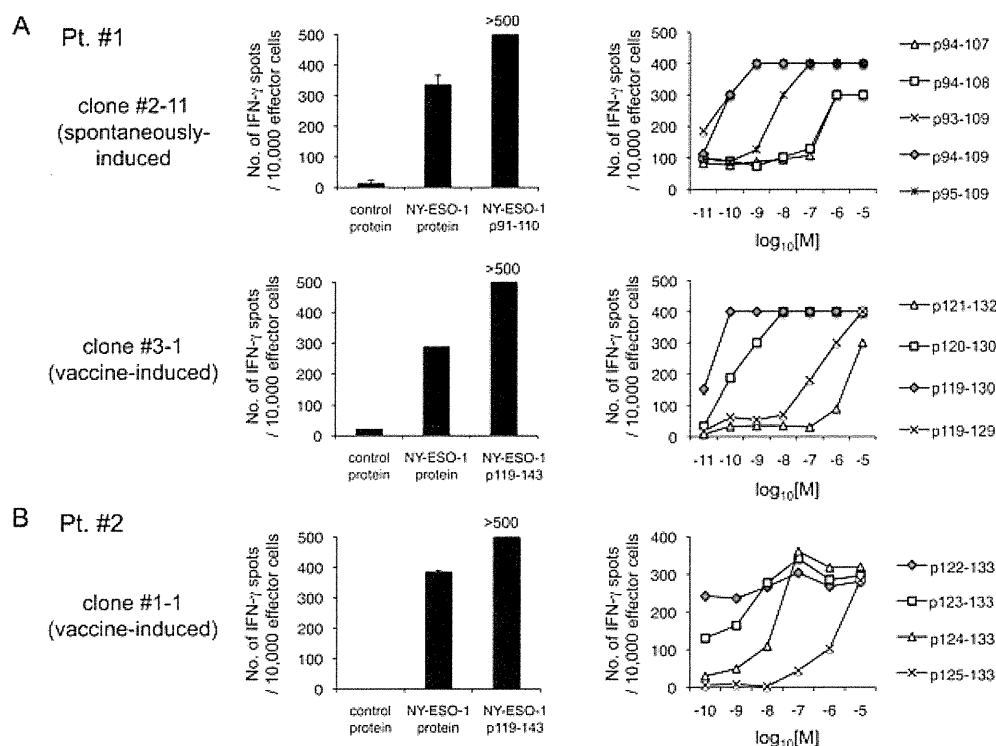 A
Pt. #1
clone #2-11
(spontaneously-
induced
No. of IFN-γ spots
/ 10,000 effector cells
500
400
300
200
100
0
>500
control
protein
NY-ESO-1
protein
NY-ESO-1
p91-110
No. of IFN-γ spots
/ 10,000 effector cells
500
400
300
200
100
0
-11 -10 -9 -8 -7 -6 -5
log10[M]
p94-107
p94-108
p93-109
p94-109
p95-109
clone #3-1
(vaccine-induced)
No. of IFN-γ spots
/ 10,000 effector cells
500
400
300
200
100
0
>500
control
protein
NY-ESO-1
protein
NY-ESO-1
p119-143
No. of IFN-γ spots
/ 10,000 effector cells
500
400
300
200
100
0
-11 -10 -9 -8 -7 -6 -5
log10[M]
p121-132
p120-130
p119-130
p119-129
B
Pt. #2
clone #1-1
(vaccine-induced)
No. of IFN-γ spots
/ 10,000 effector cells
500
400
300
200
100
0
>500
control
protein
NY-ESO-1
protein
NY-ESO-1
p119-143
No. of IFN-γ spots
/ 10,000 effector cells
400
300
200
100
0
-10 -9 -8 -7 -6 -5
log10[M]
p122-133
p123-133
p124-133
p125-133